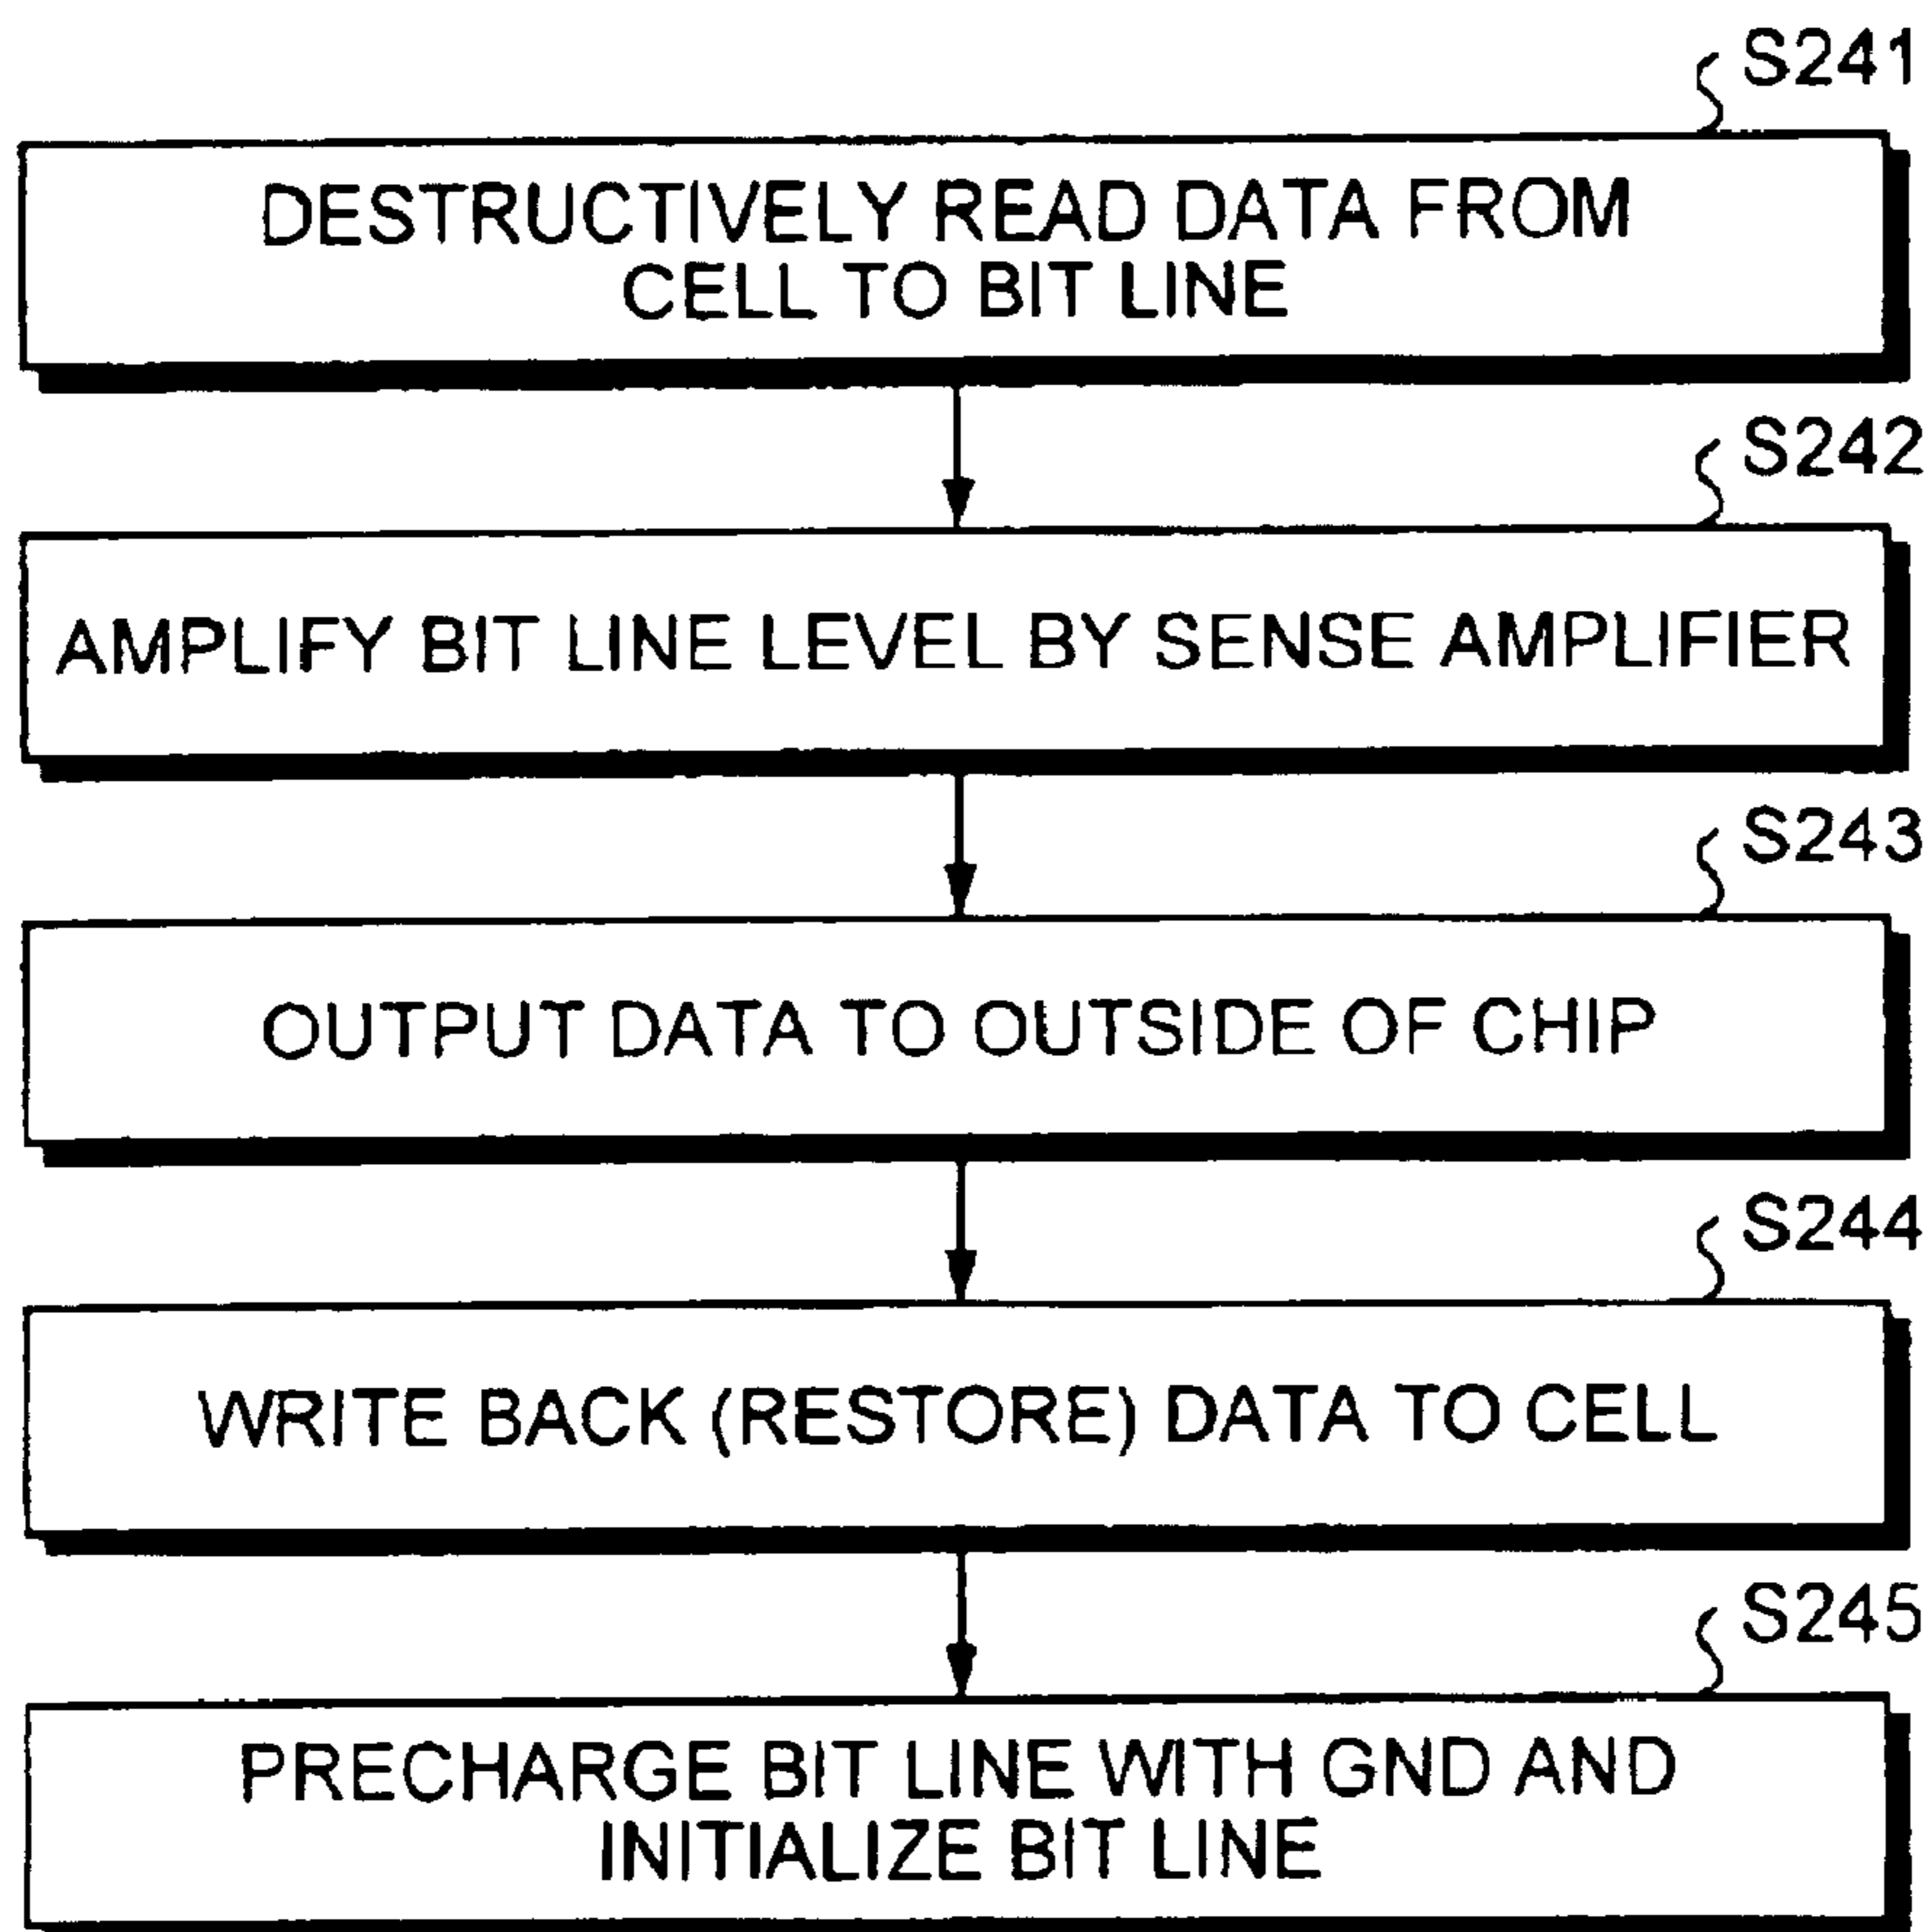 S241
DESTRUCTIVELY READ DATA FROM
CELL TO BIT LINE
S242
AMPLIFY BIT LINE LEVEL BY SENSE AMPLIFIER
S243
OUTPUT DATA TO OUTSIDE OF CHIP
S244
WRITE BACK (RESTORE) DATA TO CELL
S245
PRECHARGE BIT LINE WITH GND AND
INITIALIZE BIT LINE